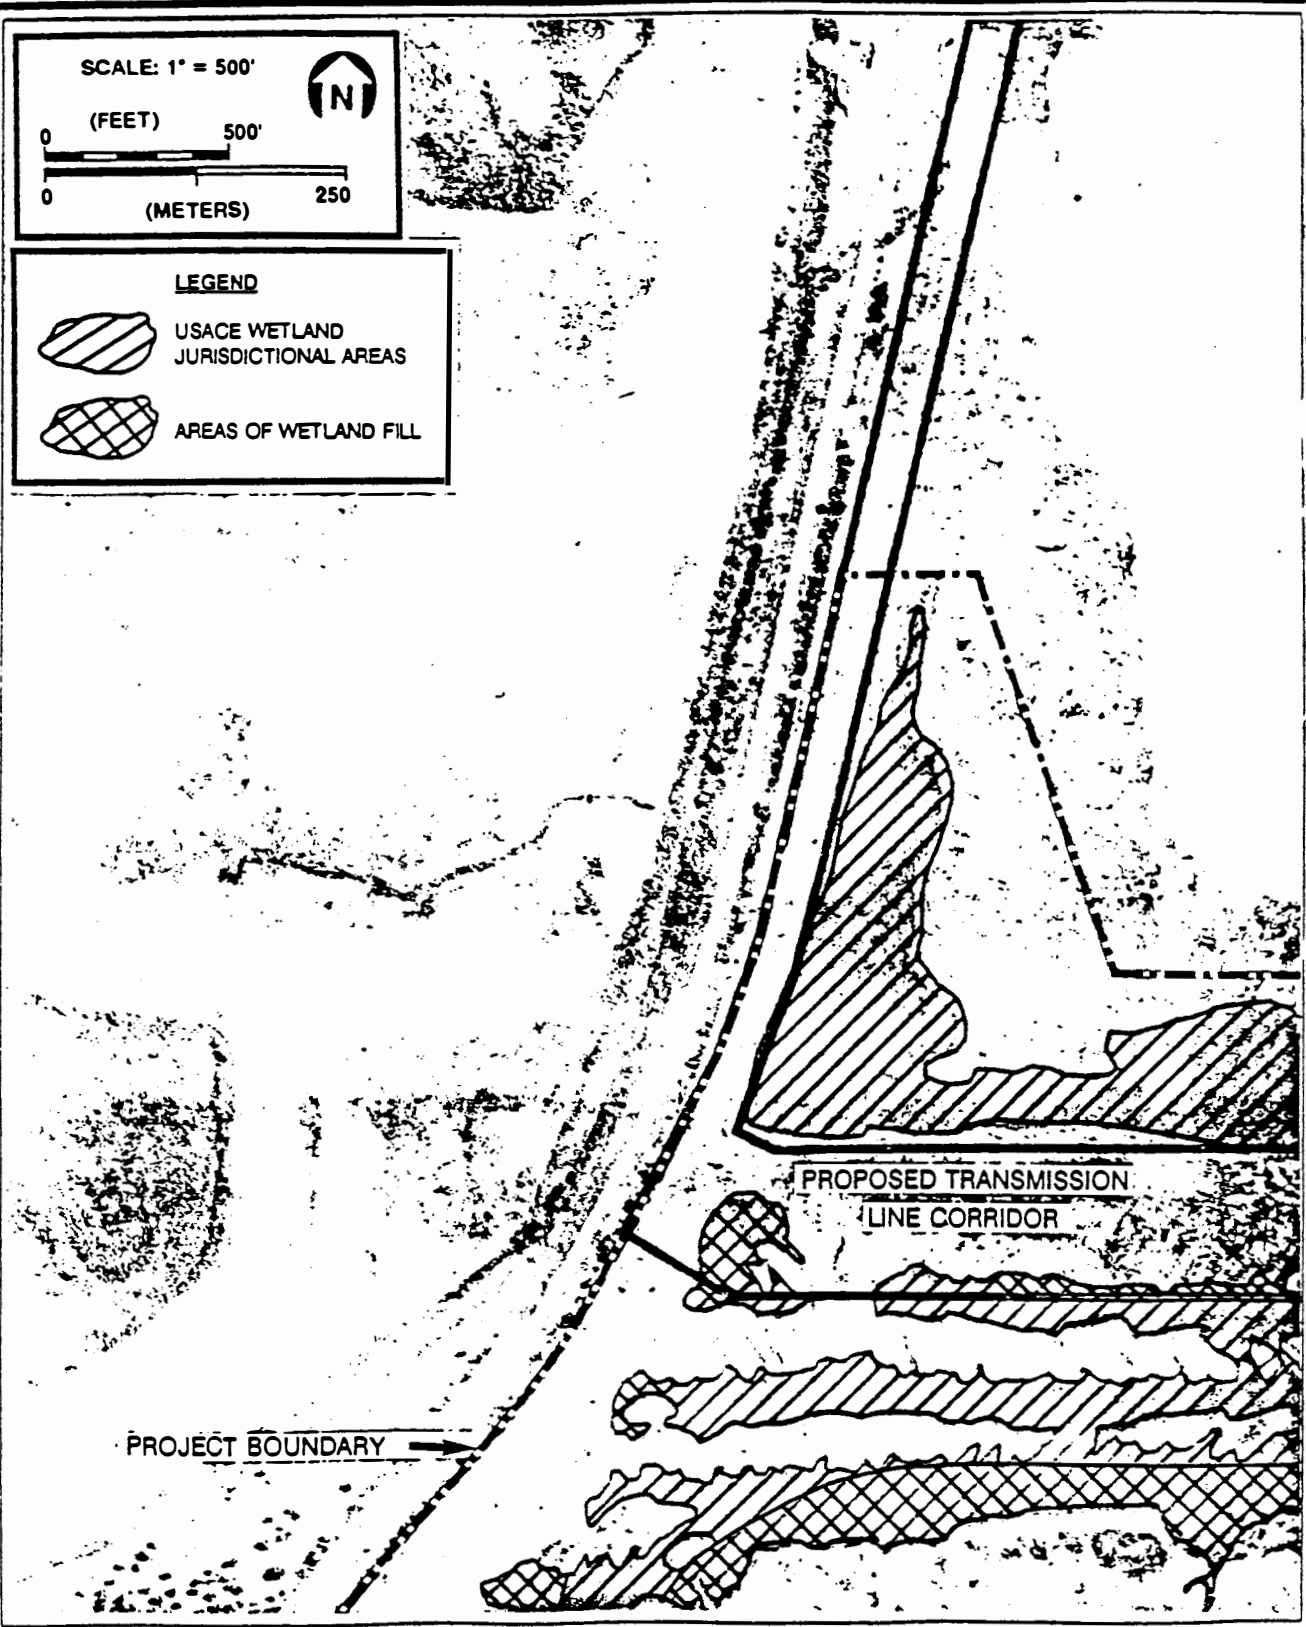 SCALE: 1" = 500'
N
(FEET)
0 500'
0 250
(METERS)
LEGEND
USACE WETLAND
JURISDICTIONAL AREAS
AREAS OF WETLAND FILL
PROPOSED TRANSMISSION
LINE CORRIDOR
PROJECT BOUNDARY